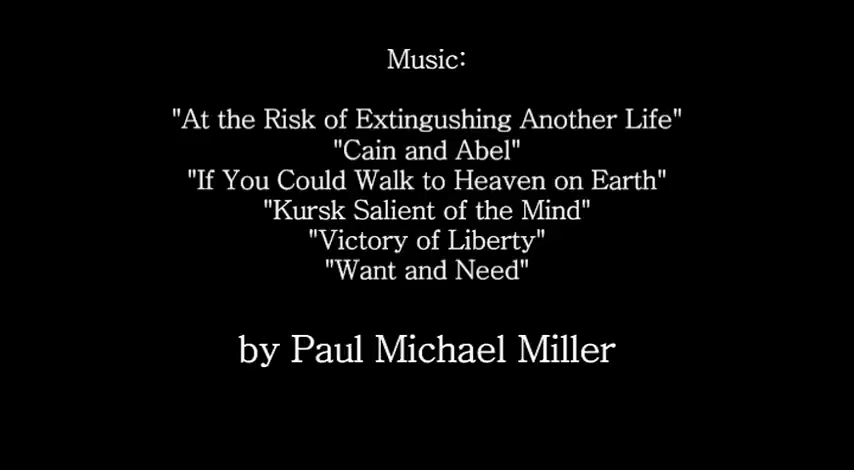 Music:
"At the Risk of Extingushing Another Life"
"Cain and Abel"
"If You Could Walk to Heaven on Earth"
"Kursk Salient of the Mind"
"Victory of Liberty"
"Want and Need"
by Paul Michael Miller